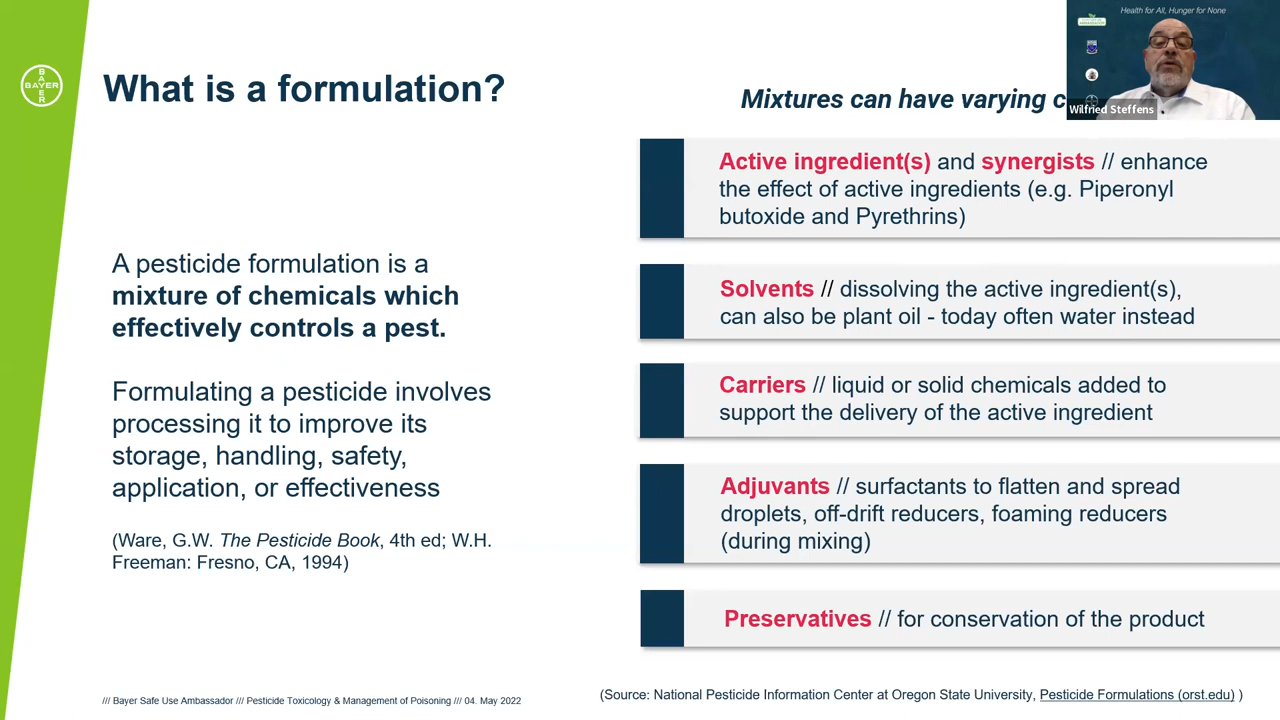 Health for All, Hunger for None
BAYER
BAYER
Wilfried Steffens
What is a formulation?
Mixtures can have varying c
A pesticide formulation is a
mixture of chemicals which
effectively controls a pest.
Formulating a pesticide involves
processing it to improve its
storage, handling, safety,
application, or effectiveness
(Ware, G.W. The Pesticide Book, 4th ed; W.H.
Freeman: Fresno, CA, 1994)
Active ingredient(s) and synergists // enhance
the effect of active ingredients (e.g. Piperonyl
butoxide and Pyrethrins)
Solvents // dissolving the active ingredient(s),
can also be plant oil - today often water instead
Carriers // liquid or solid chemicals added to
support the delivery of the active ingredient
Adjuvants // surfactants to flatten and spread
droplets, off-drift reducers, foaming reducers
(during mixing)
Preservatives // for conservation of the product
/// Bayer Safe Use Ambassador /// Pesticide Toxicology & Management of Poisoning /// 04. May 2022
(Source: National Pesticide Information Center at Oregon State University, Pesticide Formulations (orst.edu) )